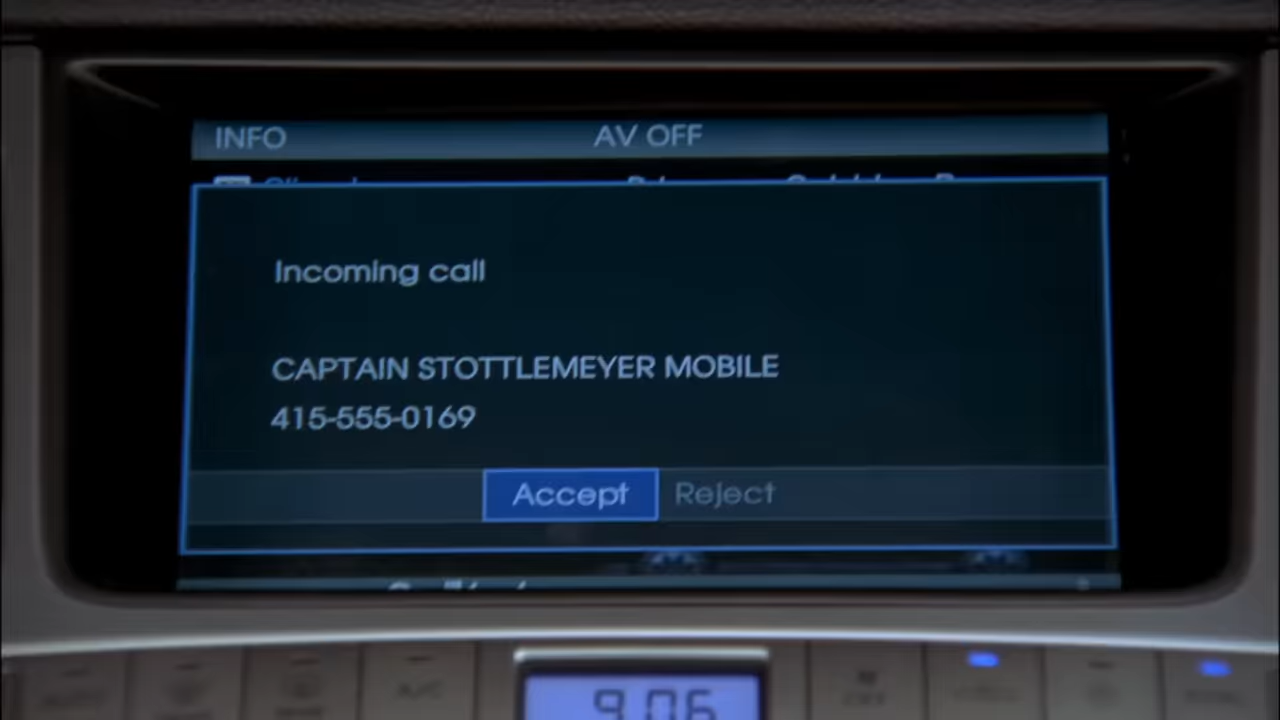 INFO AV OFF
Incoming call
CAPTAIN STOTTLEMEYER MOBILE
415-555-0169
Accept Reject
A/C
9:06